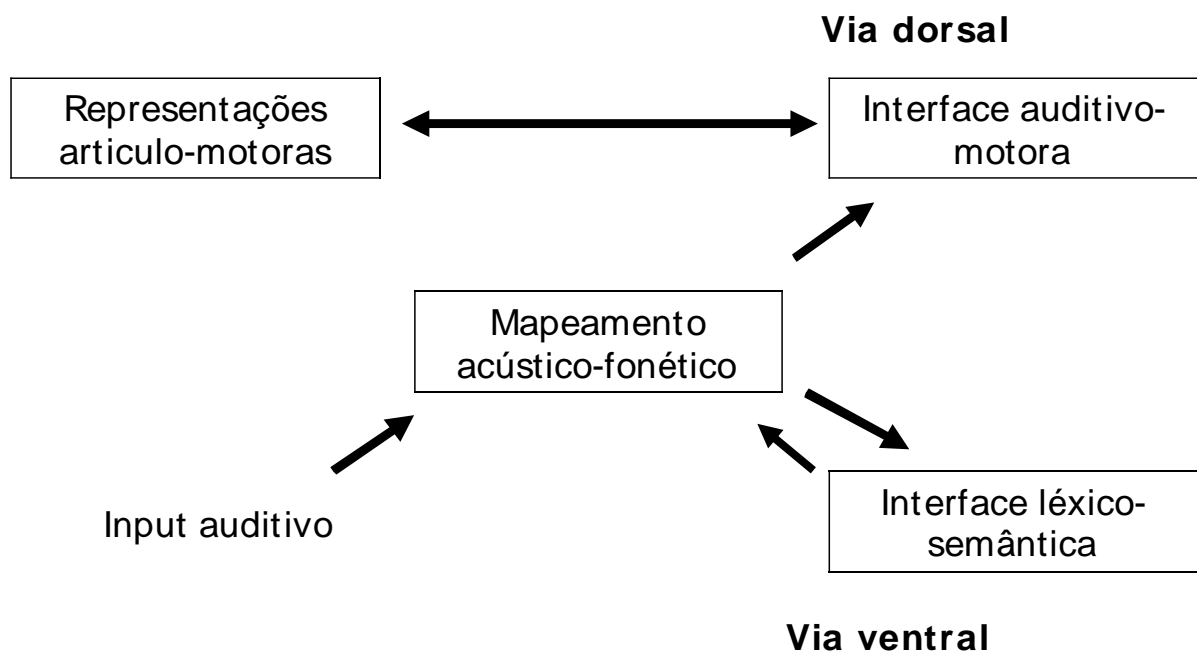 Via dorsal
Representações
articulo-motoras
Interface auditivo-
motora
Mapeamento
acústico-fonético
Input auditivo
Interface léxico-
semântica
Via ventral